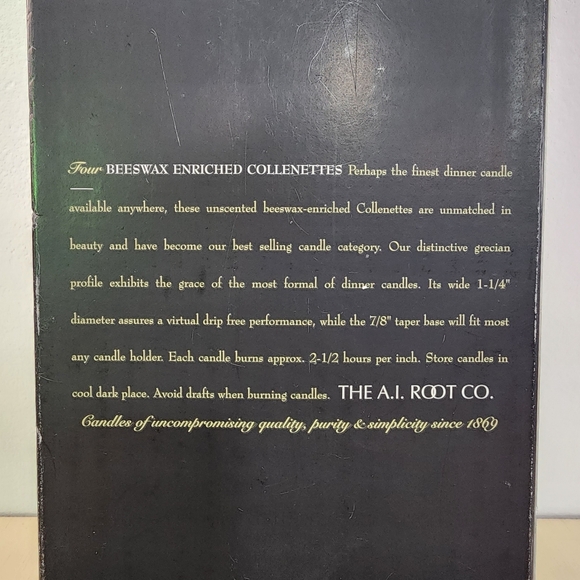 Four BEESWAX ENRICHED COLLENETTES Perhaps the finest dinner candle
available anywhere, these unscented beeswax-enriched Collenettes are unmatched in
beauty and have become our best selling candle category. Our distinctive grecian
profile exhibits the grace of the most formal of dinner candles. Its wide 1-1/4"
diameter assures a virtual drip free performance, while the 7/8" taper base will fit most
any candle holder. Each candle burns approx. 2-1/2 hours per inch. Store candles in
cool dark place. Avoid drafts when burning candles. THE A.I. ROOT CO.
Candles of uncompromising quality, purity & simplicity since 1869